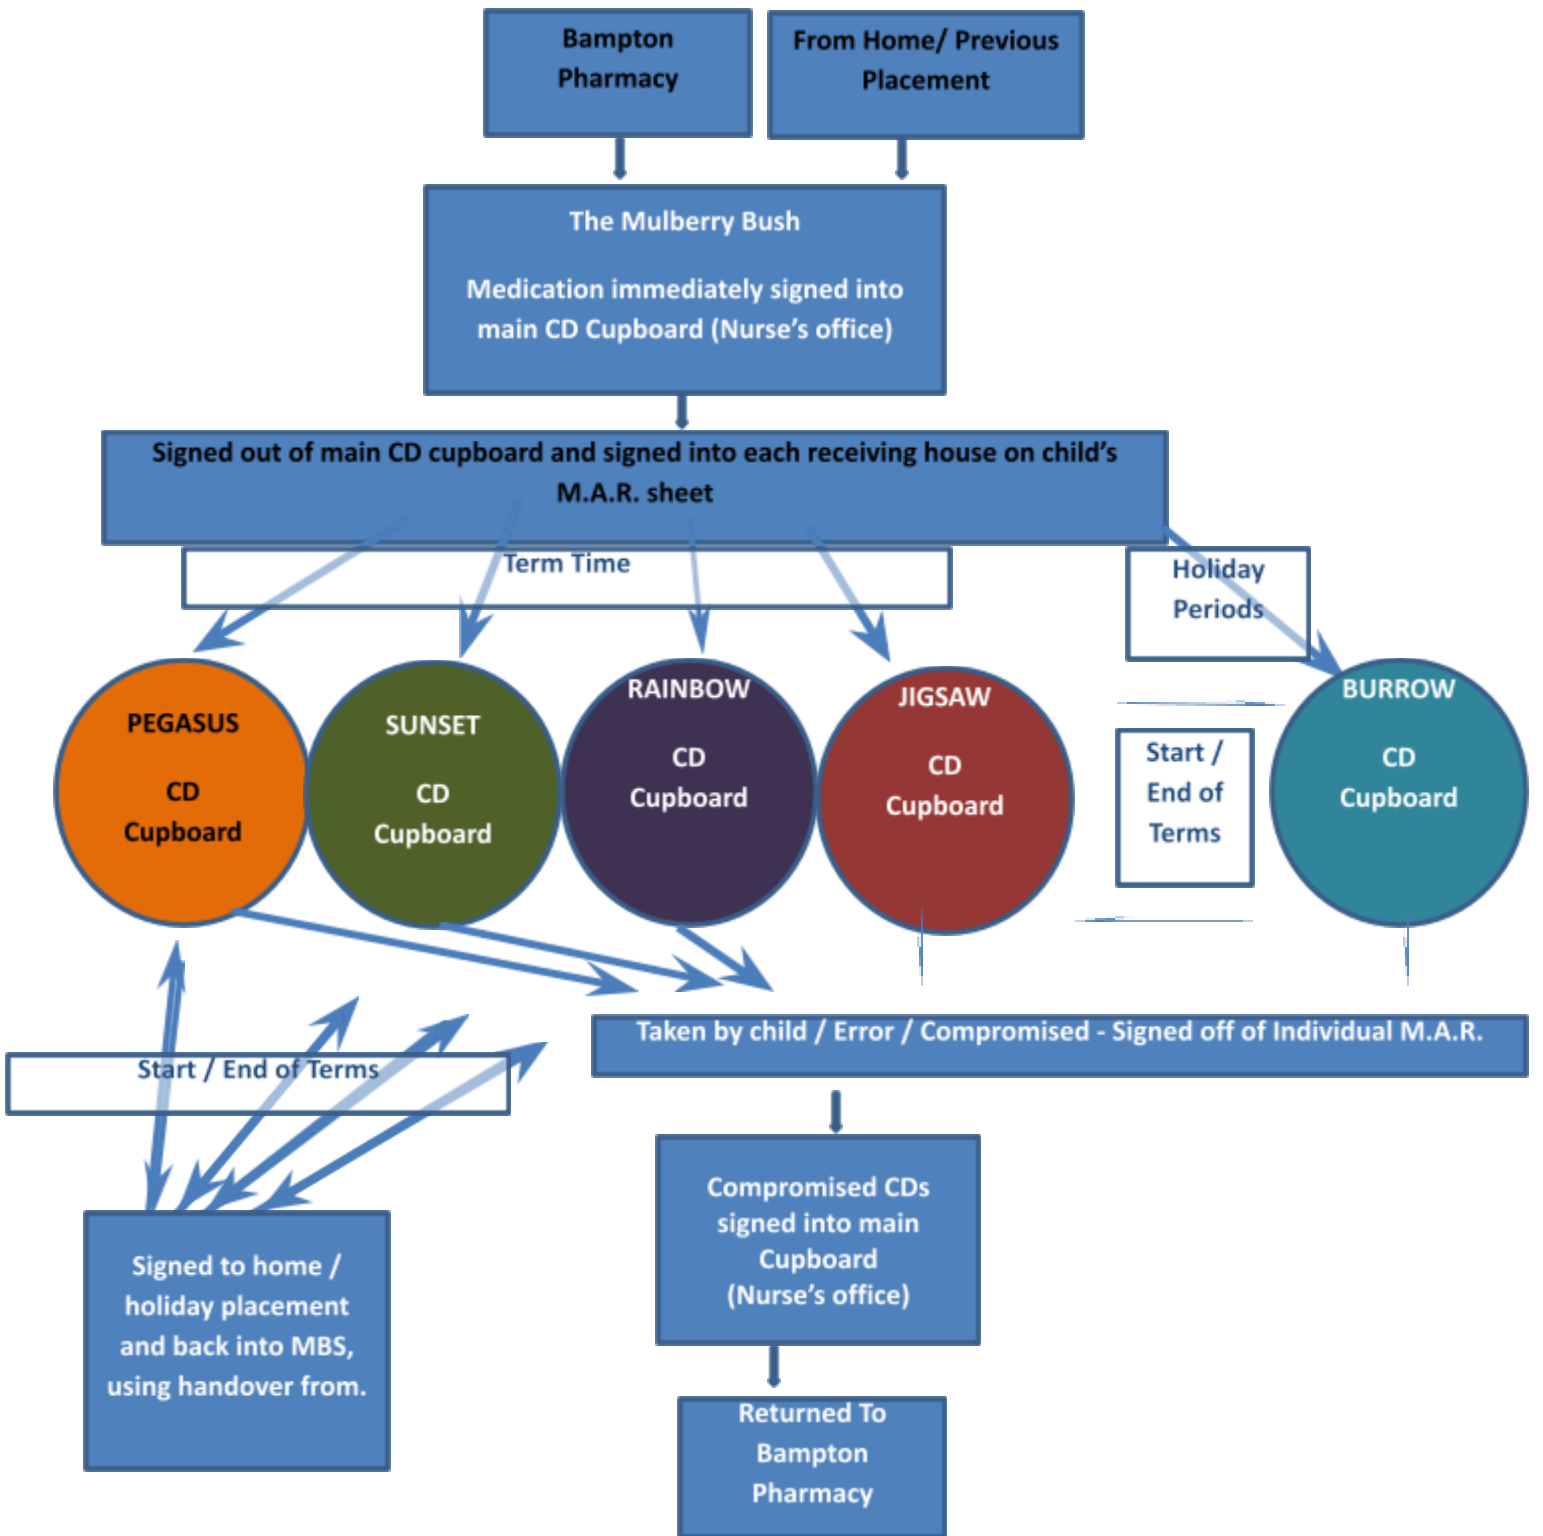 Bampton
Pharmacy
From Home/ Previous
Placement
The Mulberry Bush
Medication immediately signed into
main CD Cupboard (Nurse’s office)
Signed out of main CD cupboard and signed into each receiving house on child’s
M.A.R. sheet
Term Time
Holiday
Periods
PEGASUS
CD
Cupboard
SUNSET
CD
Cupboard
RAINBOW
CD
Cupboard
JIGSAW
CD
Cupboard
Start /
End of
Terms
BURROW
CD
Cupboard
Taken by child / Error / Compromised - Signed off of Individual M.A.R.
Start / End of Terms
Compromised CDs
signed into main
Cupboard
(Nurse’s office)
Signed to home /
holiday placement
and back into MBS,
using handover from.
Returned To
Bampton
Pharmacy